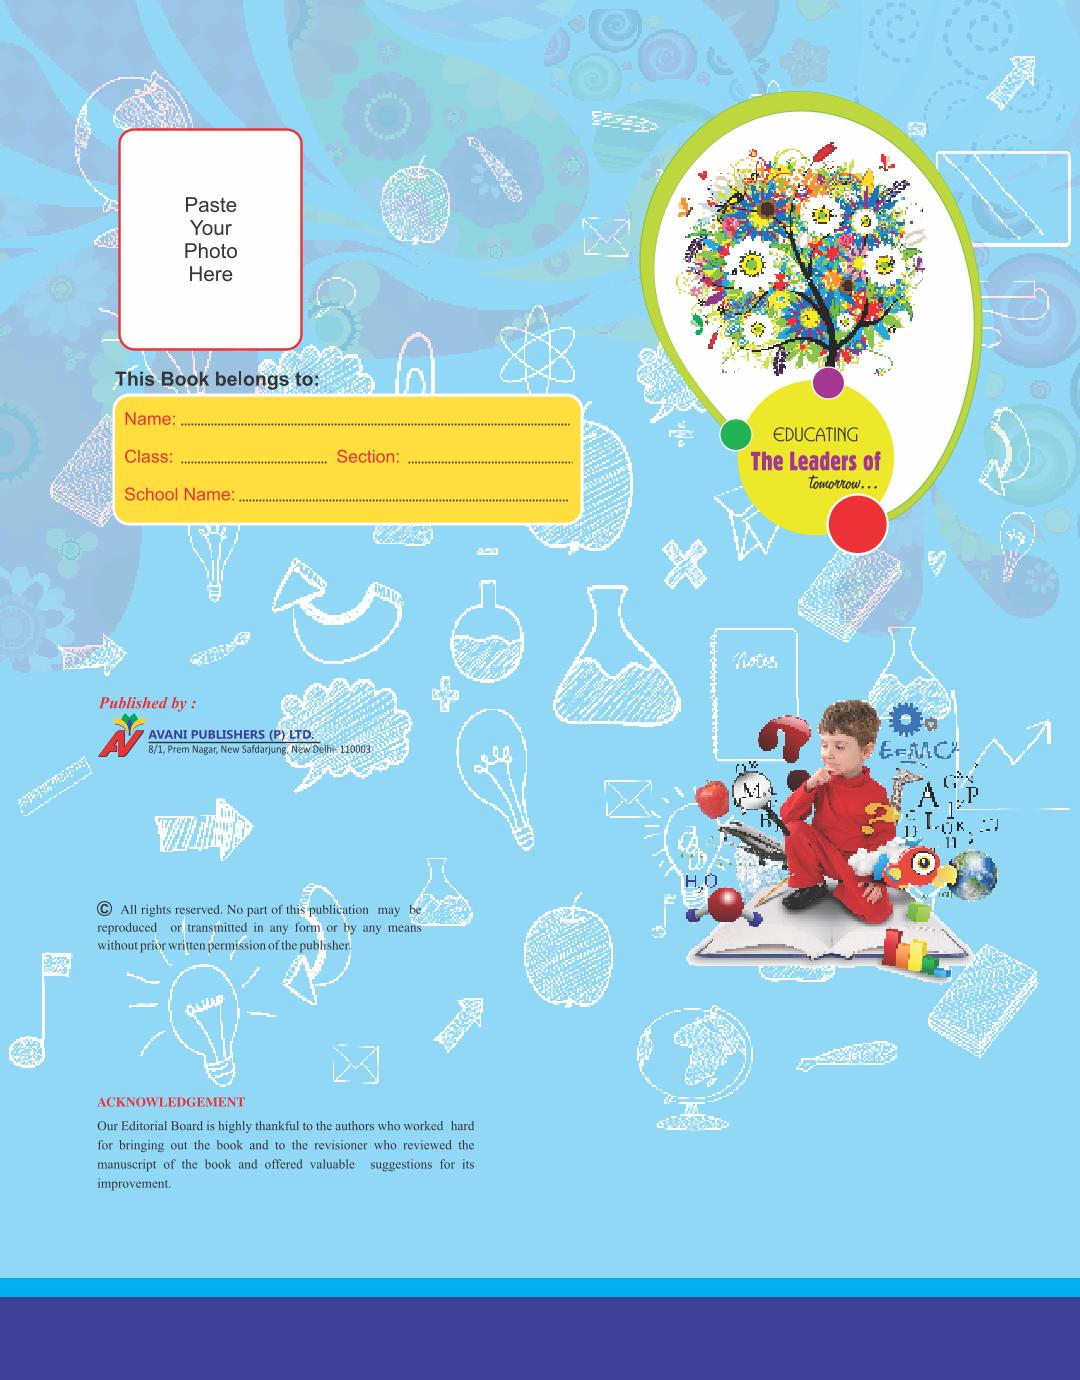 Paste
Your
Photo
Here
This Book belongs to:
Name:
Class: Section:
School Name:
EDUCATING
The Leaders of
tomorrow...
Notes
Published by :
AVANI PUBLISHERS (P) LTD.
8/1, Prem Nagar, New Safdarjung, New Delhi- 110003
E=MC²
H₂O
© All rights reserved. No part of this publication may be
reproduced or transmitted in any form or by any means
without prior written permission of the publisher.
ACKNOWLEDGEMENT
Our Editorial Board is highly thankful to the authors who worked hard
for bringing out the book and to the revisioner who reviewed the
manuscript of the book and offered valuable suggestions for its
improvement.